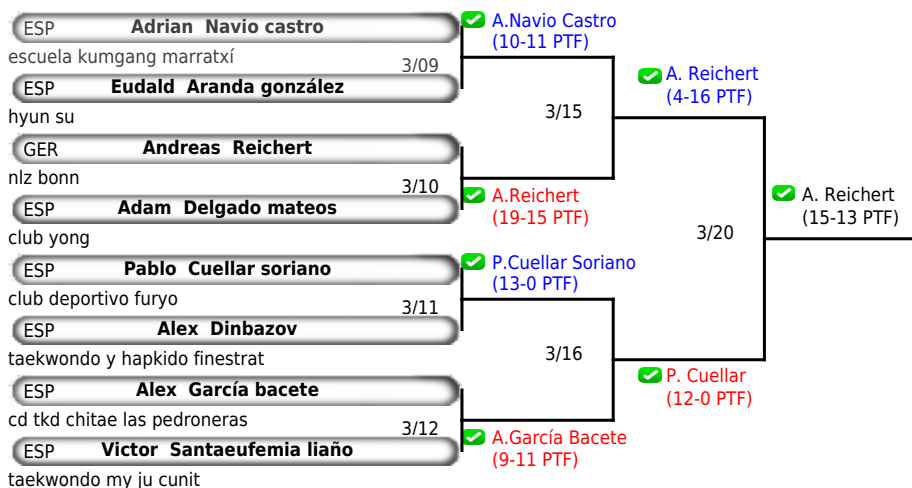 ESP Adrian Navio castro
escuela kumgang marratxí
3/09
ESP Eudald Aranda gonzález
hyun su
GER Andreas Reichert
nlz bonn
3/10
ESP Adam Delgado mateos
club yong
ESP Pablo Cuellar soriano
club deportivo furyo
3/11
ESP Alex Dinbazov
taekwondo y hapkido finestrat
ESP Alex García bacete
cd tkd chitae las pedroneras
3/12
ESP Victor Santaeufemia liaño
taekwondo my ju cunit
A.Navio Castro
(10-11 PTF)
3/15
A.Reichert
(19-15 PTF)
P.Cuellar Soriano
(13-0 PTF)
3/16
A.García Bacete
(9-11 PTF)
A. Reichert
(4-16 PTF)
3/20
P. Cuellar
(12-0 PTF)
A. Reichert
(15-13 PTF)